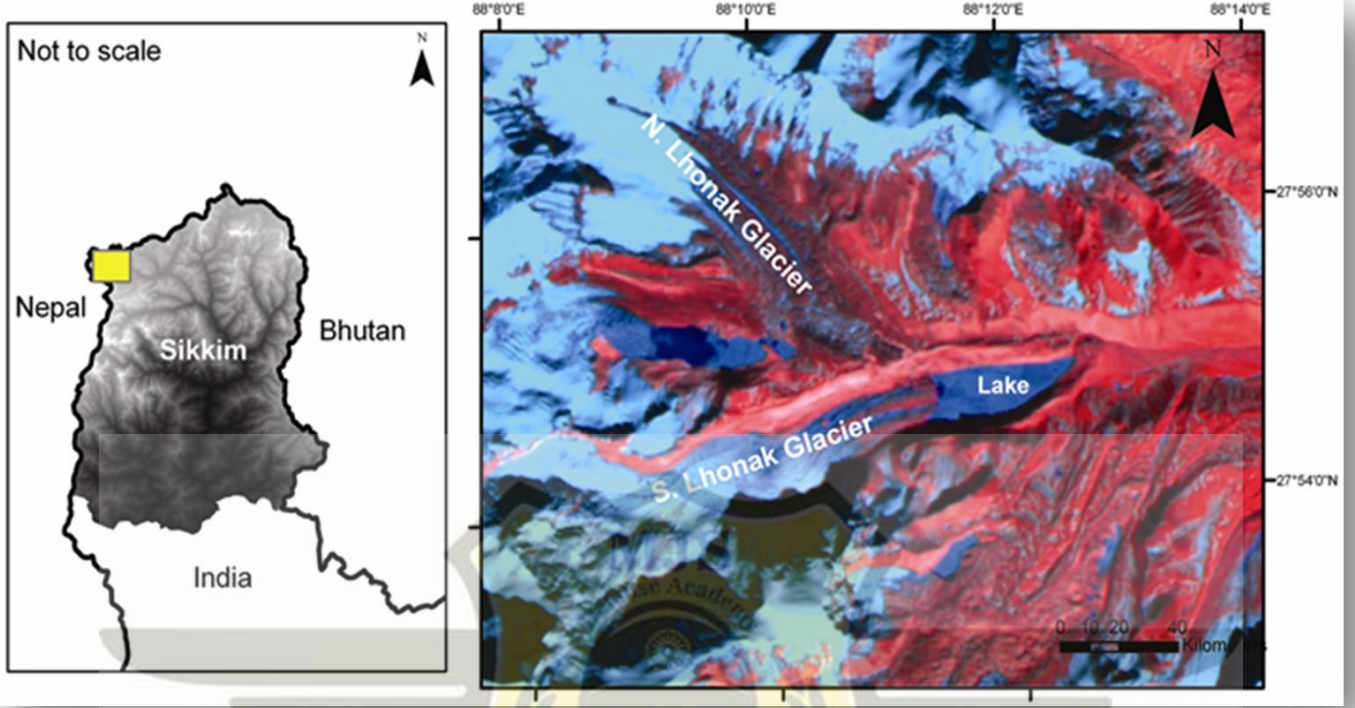 Not to scale
N
Nepal
Sikkim
Bhutan
India
88°8'0"E
88°10'0"E
88°12'0"E
88°14'0"E
N
N. Lhonak Glacier
27°56'0"N
Lake
S. Lhonak Glacier
27°54'0"N
0 10 20 40